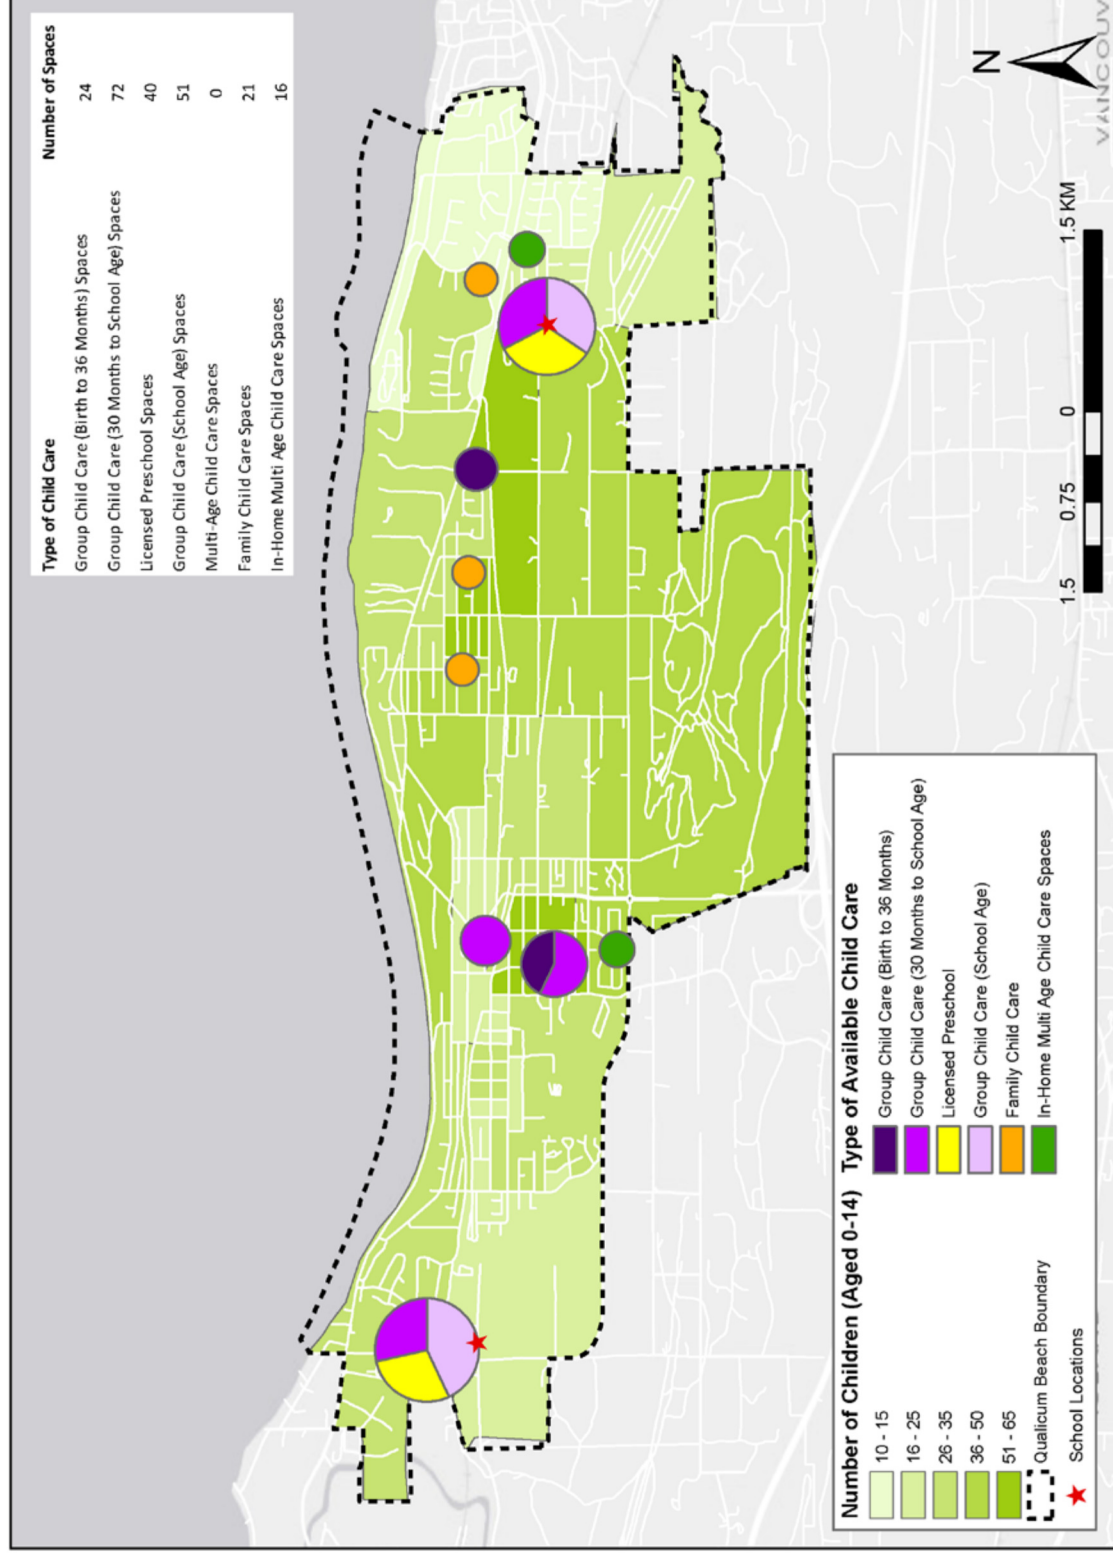 Type of Child Care Number of Spaces
Group Child Care (Birth to 36 Months) Spaces 24
Group Child Care (30 Months to School Age) Spaces 72
Licensed Preschool Spaces 40
Group Child Care (School Age) Spaces 51
Multi-Age Child Care Spaces 0
Family Child Care Spaces 21
In-Home Multi Age Child Care Spaces 16
Number of Children (Aged 0-14)
10 - 15
16 - 25
26 - 35
36 - 50
51 - 65
Qualicum Beach Boundary
School Locations
Type of Available Child Care
Group Child Care (Birth to 36 Months)
Group Child Care (30 Months to School Age)
Licensed Preschool
Group Child Care (School Age)
Family Child Care
In-Home Multi Age Child Care Spaces
1.5 0.75 0 1.5 KM
N
VANCOUV